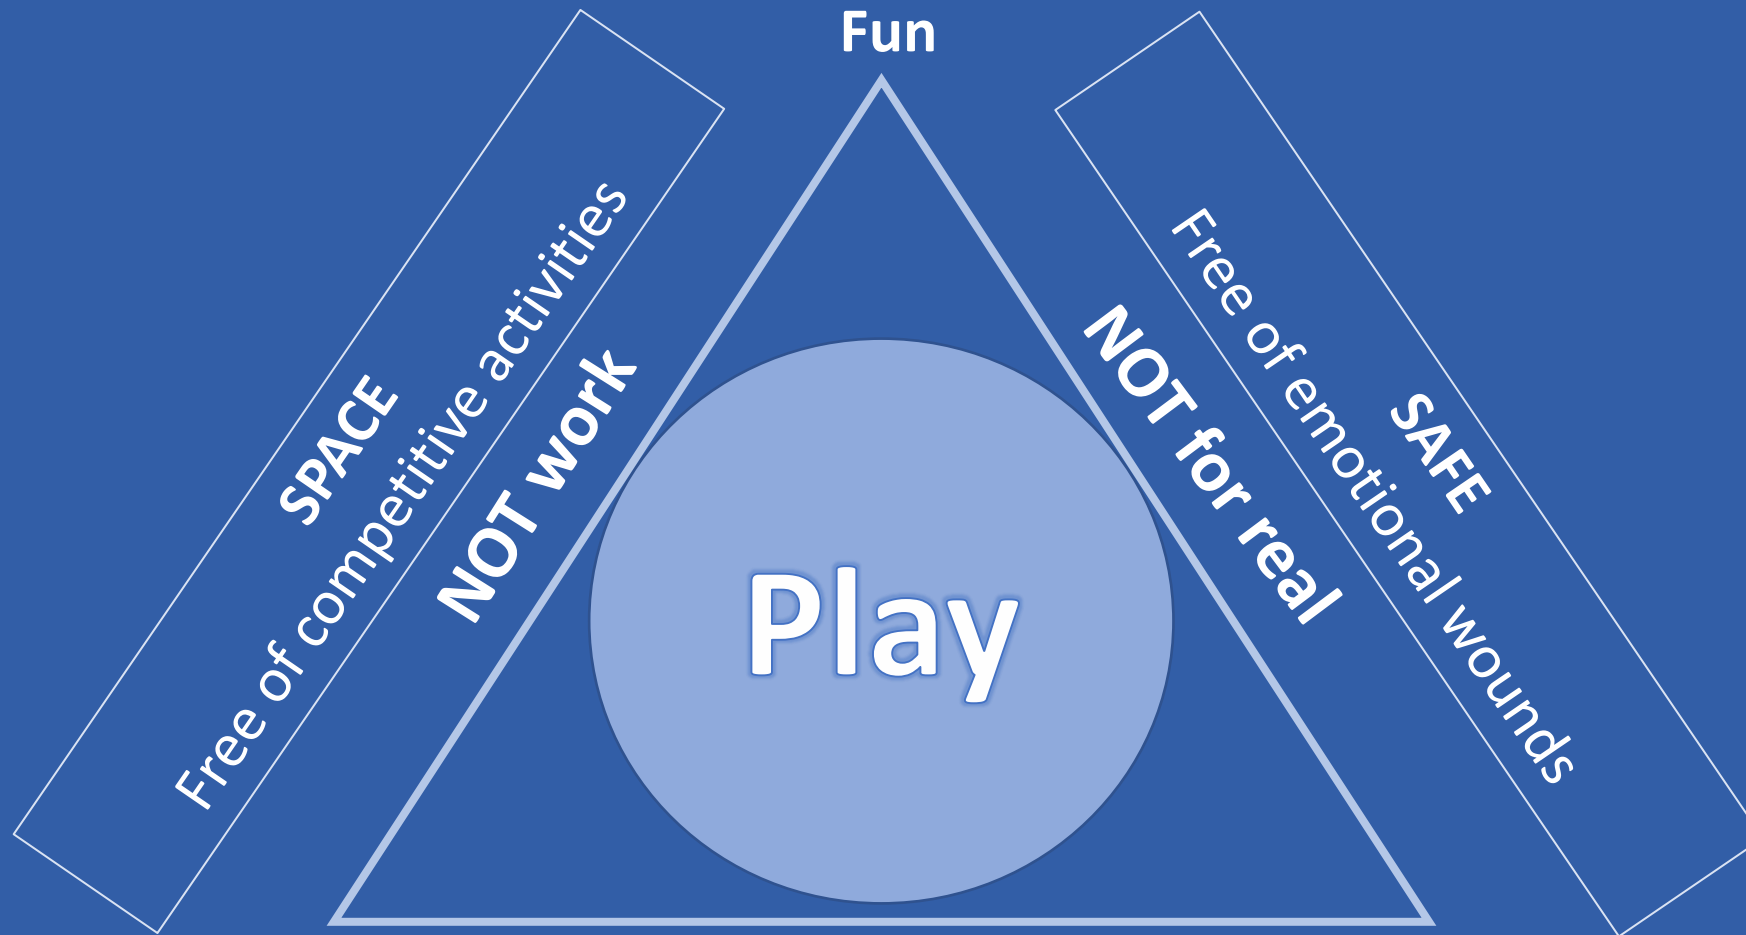 Fun
SPACE
Free of competitive activities
NOT work
Play
NOT for real
SAFE
Free of emotional wounds